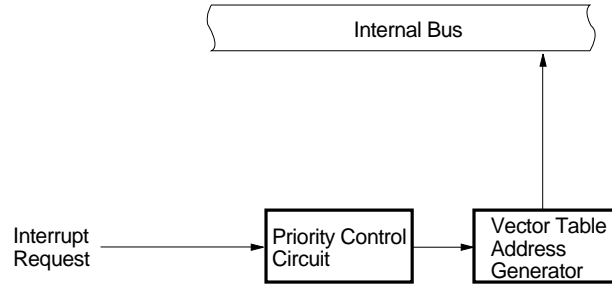 Internal Bus
Interrupt
Request
Priority Control
Circuit
Vector Table
Address
Generator